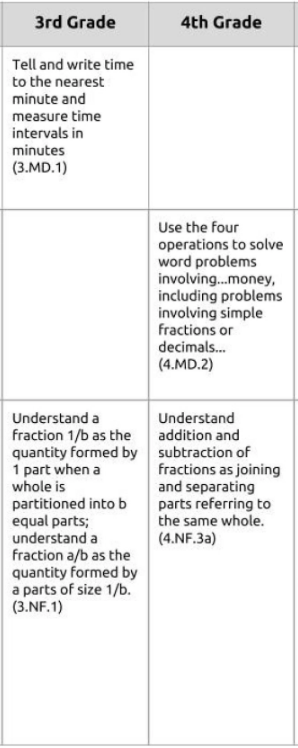 3rd Grade
4th Grade
Tell and write time
to the nearest
minute and
measure time
intervals in
minutes
(3.MD.1)
Use the four
operations to solve
word problems
involving...money,
including problems
involving simple
fractions or
decimals...
(4.MD.2)
Understand a
fraction 1/b as the
quantity formed by
1 part when a
whole is
partitioned into b
equal parts;
understand a
fraction a/b as the
quantity formed by
a parts of size 1/b.
(3.NF.1)
Understand
addition and
subtraction of
fractions as joining
and separating
parts referring to
the same whole.
(4.NF.3a)